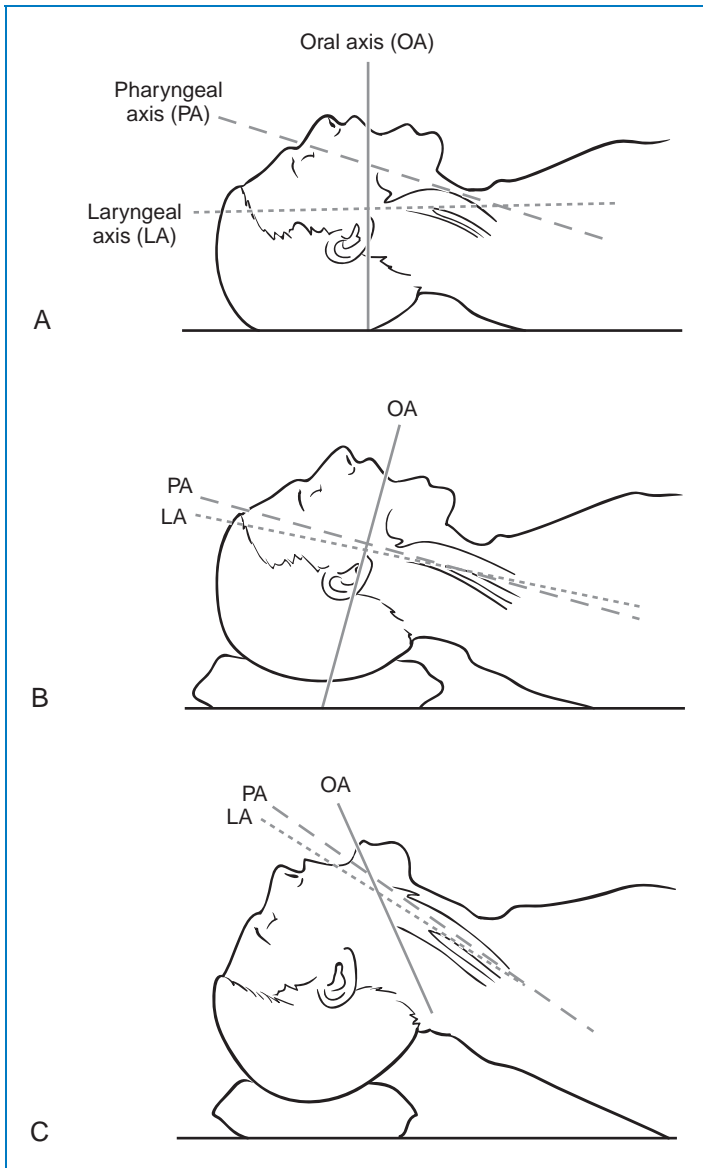 Oral axis (OA)
Pharyngeal
axis (PA)
Laryngeal
axis (LA)
A
OA
PA
LA
B
OA
PA
LA
C